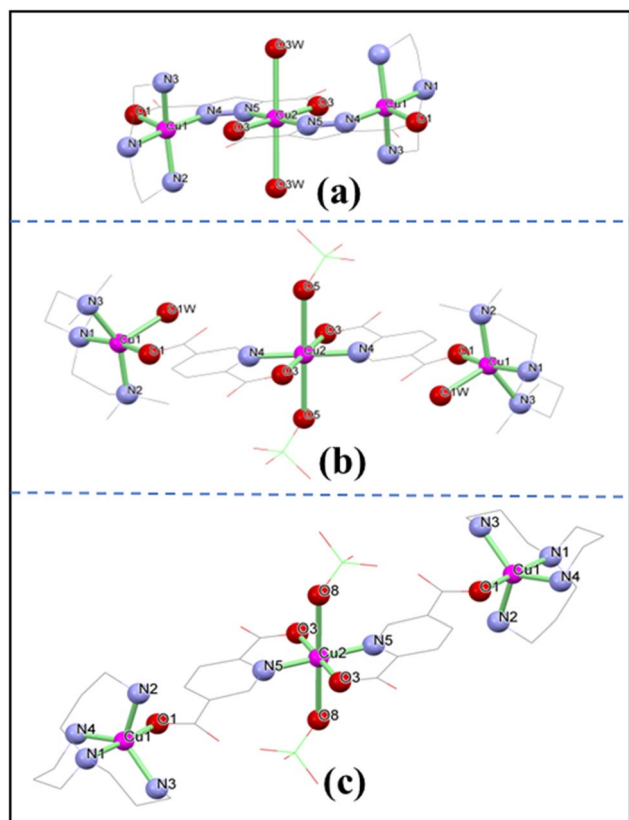 O3W
N3
N1
O1 N4 N5 O3 Cu1
Cu1 Cu2 N4 O1
N1 O3 N5
N3
N2
O3W
(a)
O5
N3 N2
O1W O3
N1 Cu1 N4 Cu2 N4 O1 Cu1
O1 N1
O3
N2 O1W N3
O5
(b)
N3
N1
Cu1
O8 O1 N4
N2
O3 N5
Cu2
N5 O3
N2
O1 O8
N4 Cu1
N1
N3
(c)